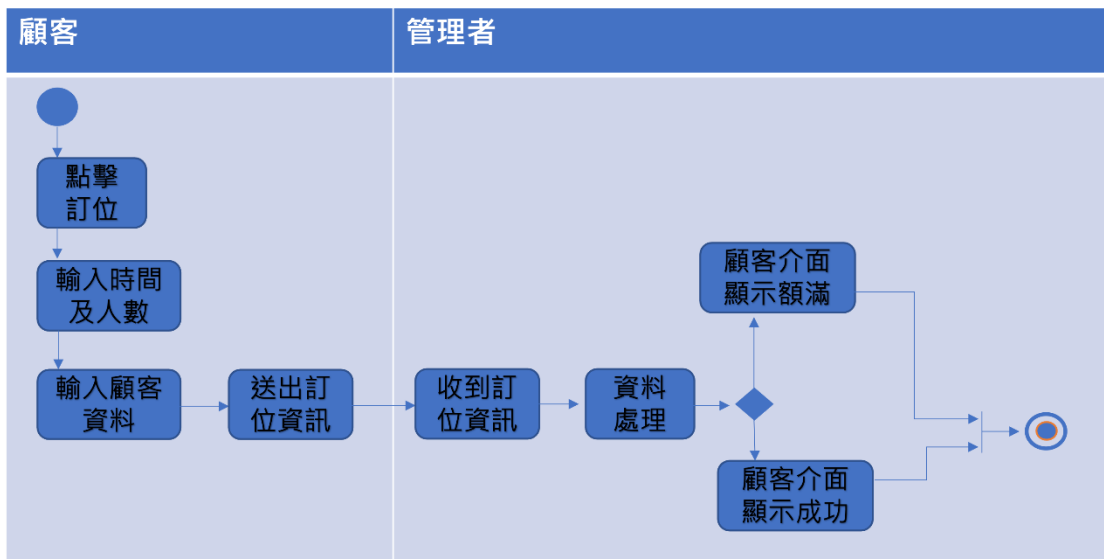 顧客
管理者
點擊
訂位
輸入時間
及人數
輸入顧客
資料
送出訂
位資訊
收到訂
位資訊
資料
處理
顧客介面
顯示額滿
顧客介面
顯示成功